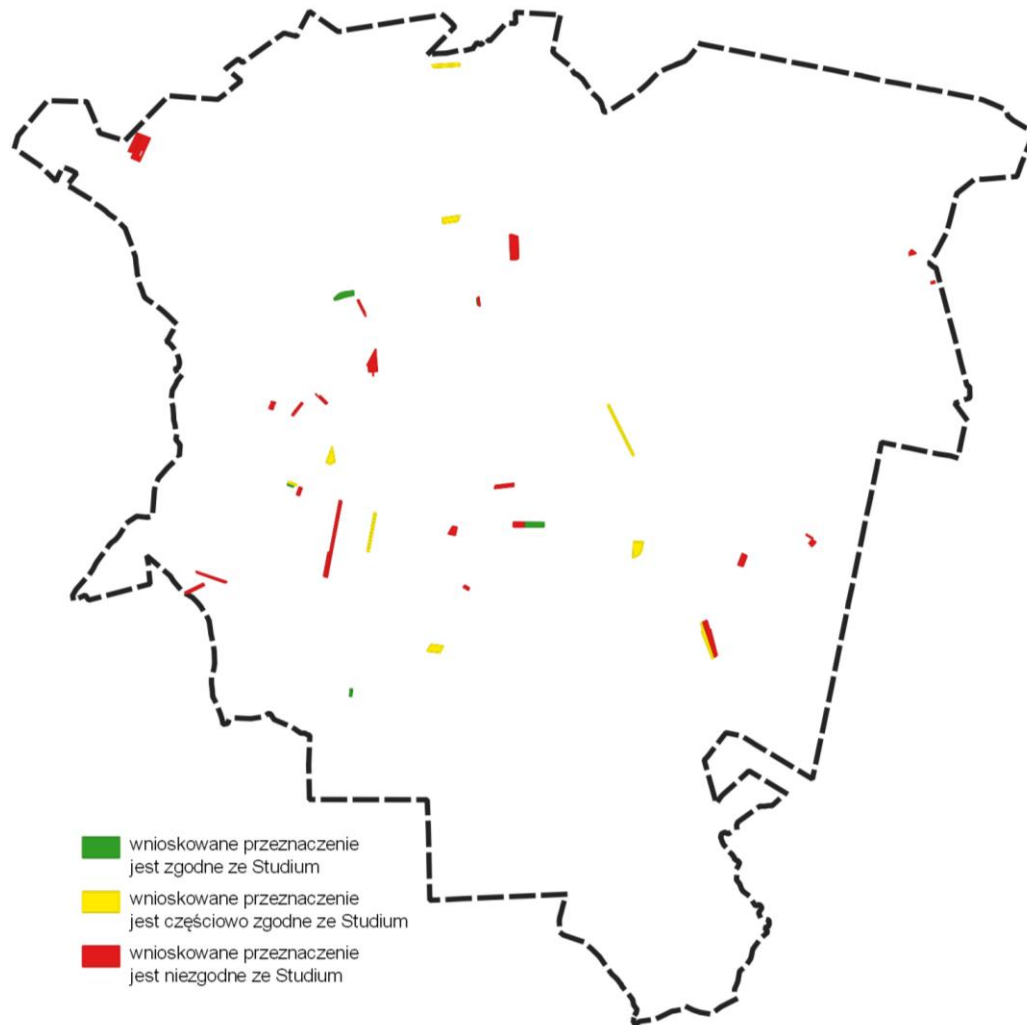 wnioskowane przeznaczenie
jest zgodne ze Studium
wnioskowane przeznaczenie
jest częściowo zgodne ze Studium
wnioskowane przeznaczenie
jest niezgodne ze Studium